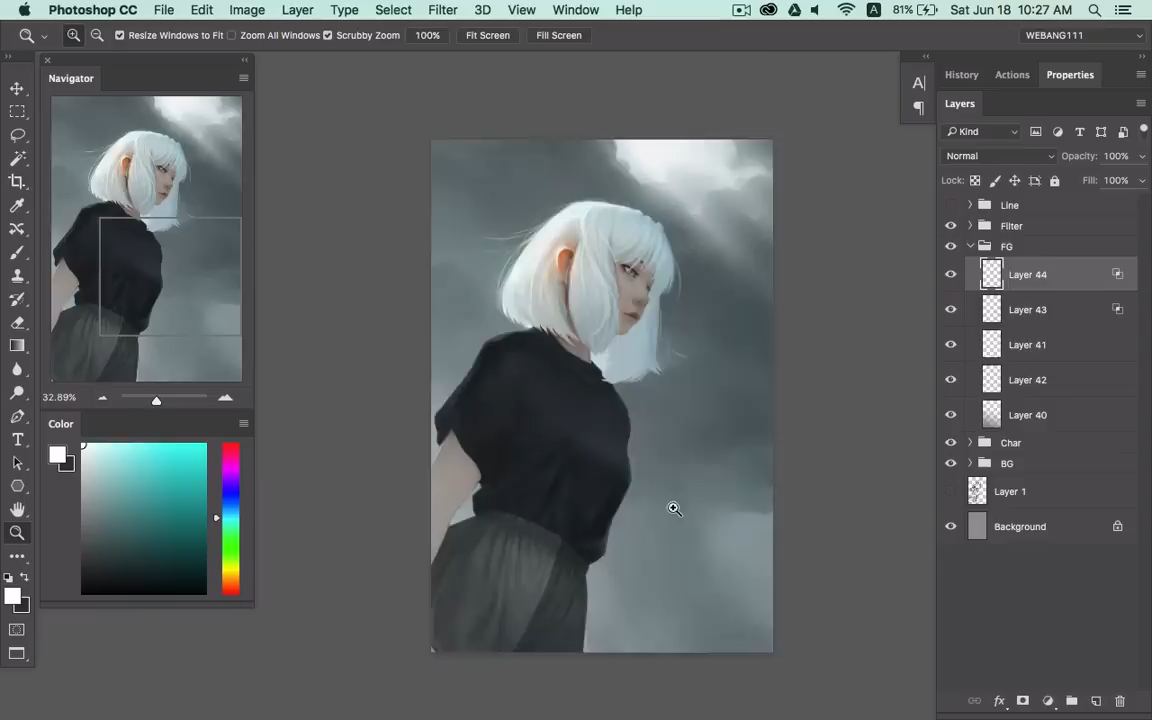 Photoshop CC File Edit Image Layer Type Select Filter 3D View Window Help A 81% Sat Jun 18 10:27 AM
Resize Windows to Fit Zoom All Windows Scrubby Zoom 100% Fit Screen Fill Screen WEBANG111
Navigator
32.89%
Color
T
A
¶
History Actions Properties
Layers
Kind T
Normal Opacity: 100%
Lock: Fill: 100%
Line
Filter
FG
Layer 44
Layer 43
Layer 41
Layer 42
Layer 40
Char
BG
Layer 1
Background
fx